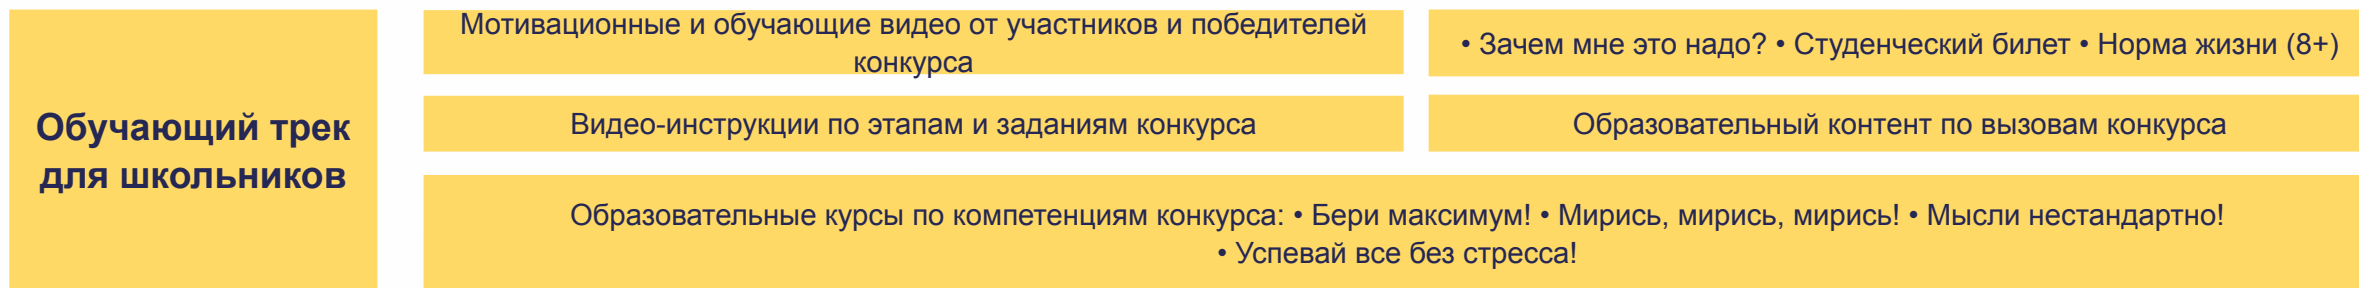 Обучающий трек
для школьников
Мотивационные и обучающие видео от участников и победителей
конкурса
• Зачем мне это надо? • Студенческий билет • Норма жизни (8+)
Видео-инструкции по этапам и заданиям конкурса
Образовательный контент по вызовам конкурса
Образовательные курсы по компетенциям конкурса: • Бери максимум! • Мирись, мирись, мирись! • Мысли нестандартно!
• Успевай все без стресса!